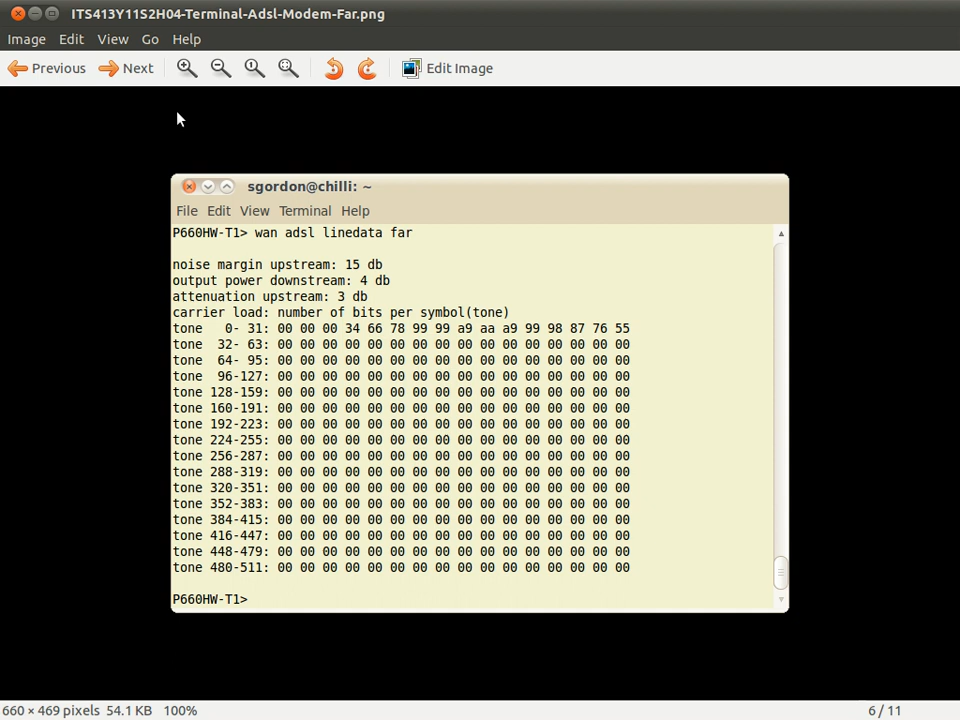 ITS413Y11S2H04-Terminal-Adsl-Modem-Far.png
Image Edit View Go Help
Previous Next Edit Image
sgordon@chilli: ~
File Edit View Terminal Help
P660HW-T1> wan adsl linedata far
noise margin upstream: 15 db
output power downstream: 4 db
attenuation upstream: 3 db
carrier load: number of bits per symbol(tone)
tone   0- 31: 00 00 00 34 66 78 99 99 a9 aa a9 99 98 87 76 55
tone  32- 63: 00 00 00 00 00 00 00 00 00 00 00 00 00 00 00 00
tone  64- 95: 00 00 00 00 00 00 00 00 00 00 00 00 00 00 00 00
tone  96-127: 00 00 00 00 00 00 00 00 00 00 00 00 00 00 00 00
tone 128-159: 00 00 00 00 00 00 00 00 00 00 00 00 00 00 00 00
tone 160-191: 00 00 00 00 00 00 00 00 00 00 00 00 00 00 00 00
tone 192-223: 00 00 00 00 00 00 00 00 00 00 00 00 00 00 00 00
tone 224-255: 00 00 00 00 00 00 00 00 00 00 00 00 00 00 00 00
tone 256-287: 00 00 00 00 00 00 00 00 00 00 00 00 00 00 00 00
tone 288-319: 00 00 00 00 00 00 00 00 00 00 00 00 00 00 00 00
tone 320-351: 00 00 00 00 00 00 00 00 00 00 00 00 00 00 00 00
tone 352-383: 00 00 00 00 00 00 00 00 00 00 00 00 00 00 00 00
tone 384-415: 00 00 00 00 00 00 00 00 00 00 00 00 00 00 00 00
tone 416-447: 00 00 00 00 00 00 00 00 00 00 00 00 00 00 00 00
tone 448-479: 00 00 00 00 00 00 00 00 00 00 00 00 00 00 00 00
tone 480-511: 00 00 00 00 00 00 00 00 00 00 00 00 00 00 00 00
P660HW-T1>
660 × 469 pixels 54.1 KB 100% 6 / 11